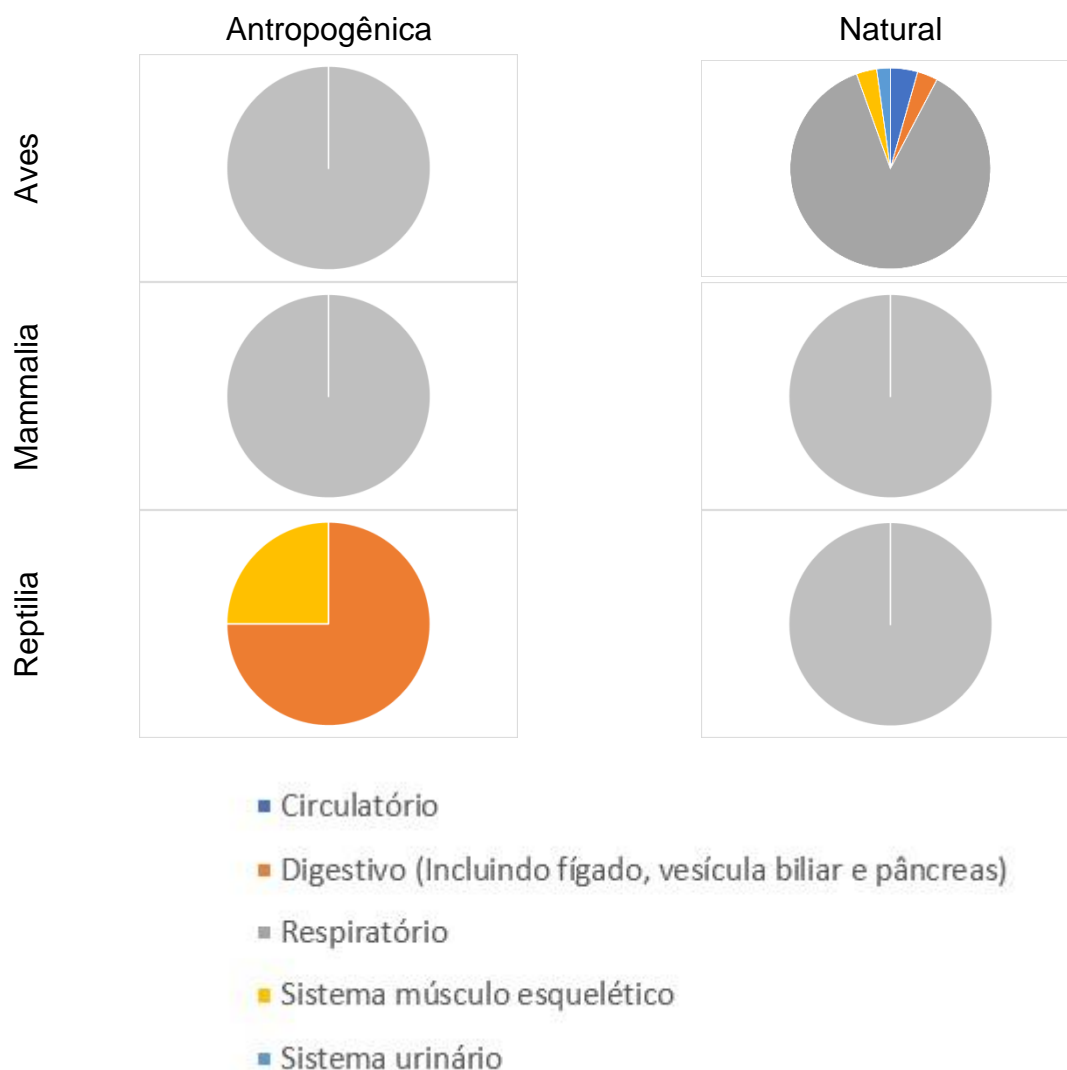 Antropogênica
Natural
Aves
Mammalia
Reptilia
Circulatório
Digestivo (Incluindo fígado, vesícula biliar e pâncreas)
Respiratório
Sistema músculo esquelético
Sistema urinário